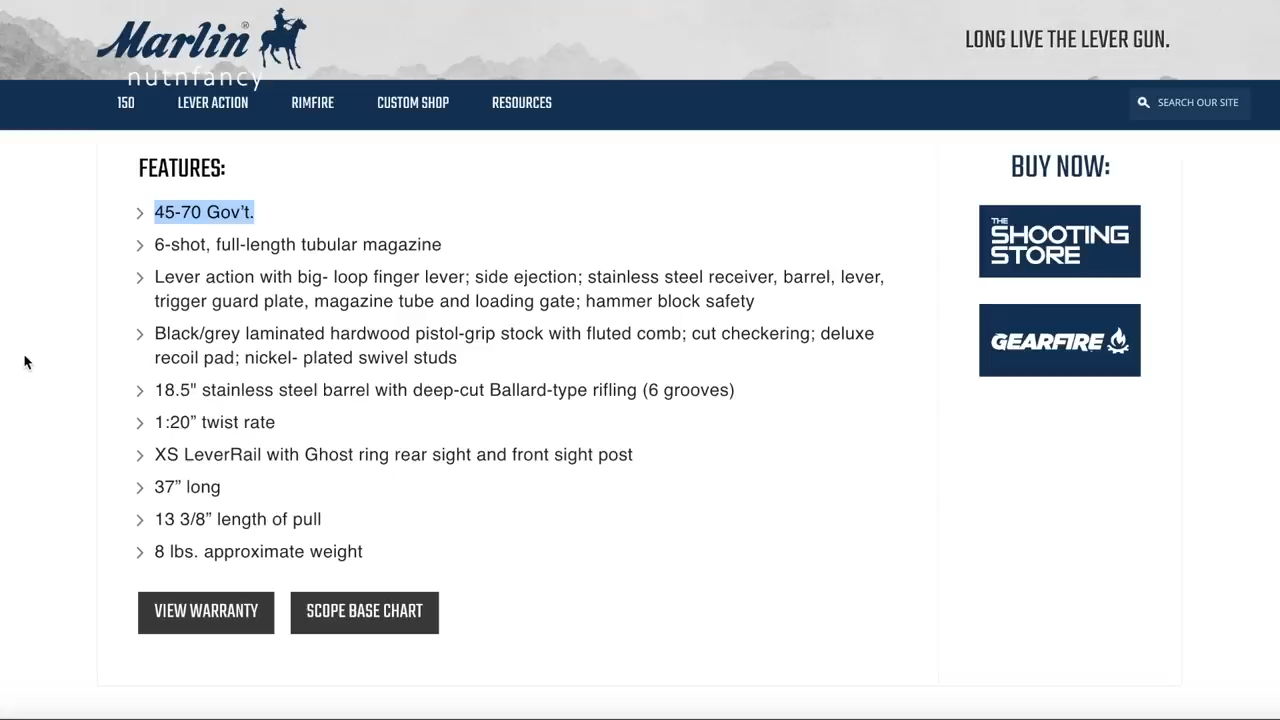 Marlin®
nutnfancy
LONG LIVE THE LEVER GUN.
150 LEVER ACTION RIMFIRE CUSTOM SHOP RESOURCES
SEARCH OUR SITE
FEATURES:
45-70 Gov’t.
6-shot, full-length tubular magazine
Lever action with big- loop finger lever; side ejection; stainless steel receiver, barrel, lever,
trigger guard plate, magazine tube and loading gate; hammer block safety
Black/grey laminated hardwood pistol-grip stock with fluted comb; cut checkering; deluxe
recoil pad; nickel- plated swivel studs
18.5" stainless steel barrel with deep-cut Ballard-type rifling (6 grooves)
1:20” twist rate
XS LeverRail with Ghost ring rear sight and front sight post
37” long
13 3/8” length of pull
8 lbs. approximate weight
VIEW WARRANTY
SCOPE BASE CHART
BUY NOW:
THE
SHOOTING
STORE
GEARFIRE